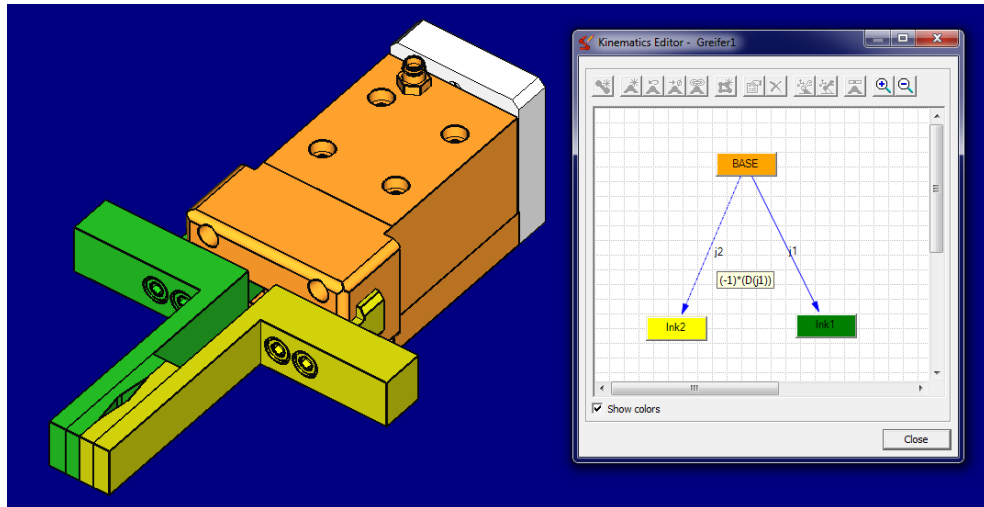 Kinematics Editor - Greifer1
BASE
j2
j1
(-1)*(D(j1))
lnk2
lnk1
Show colors
Close